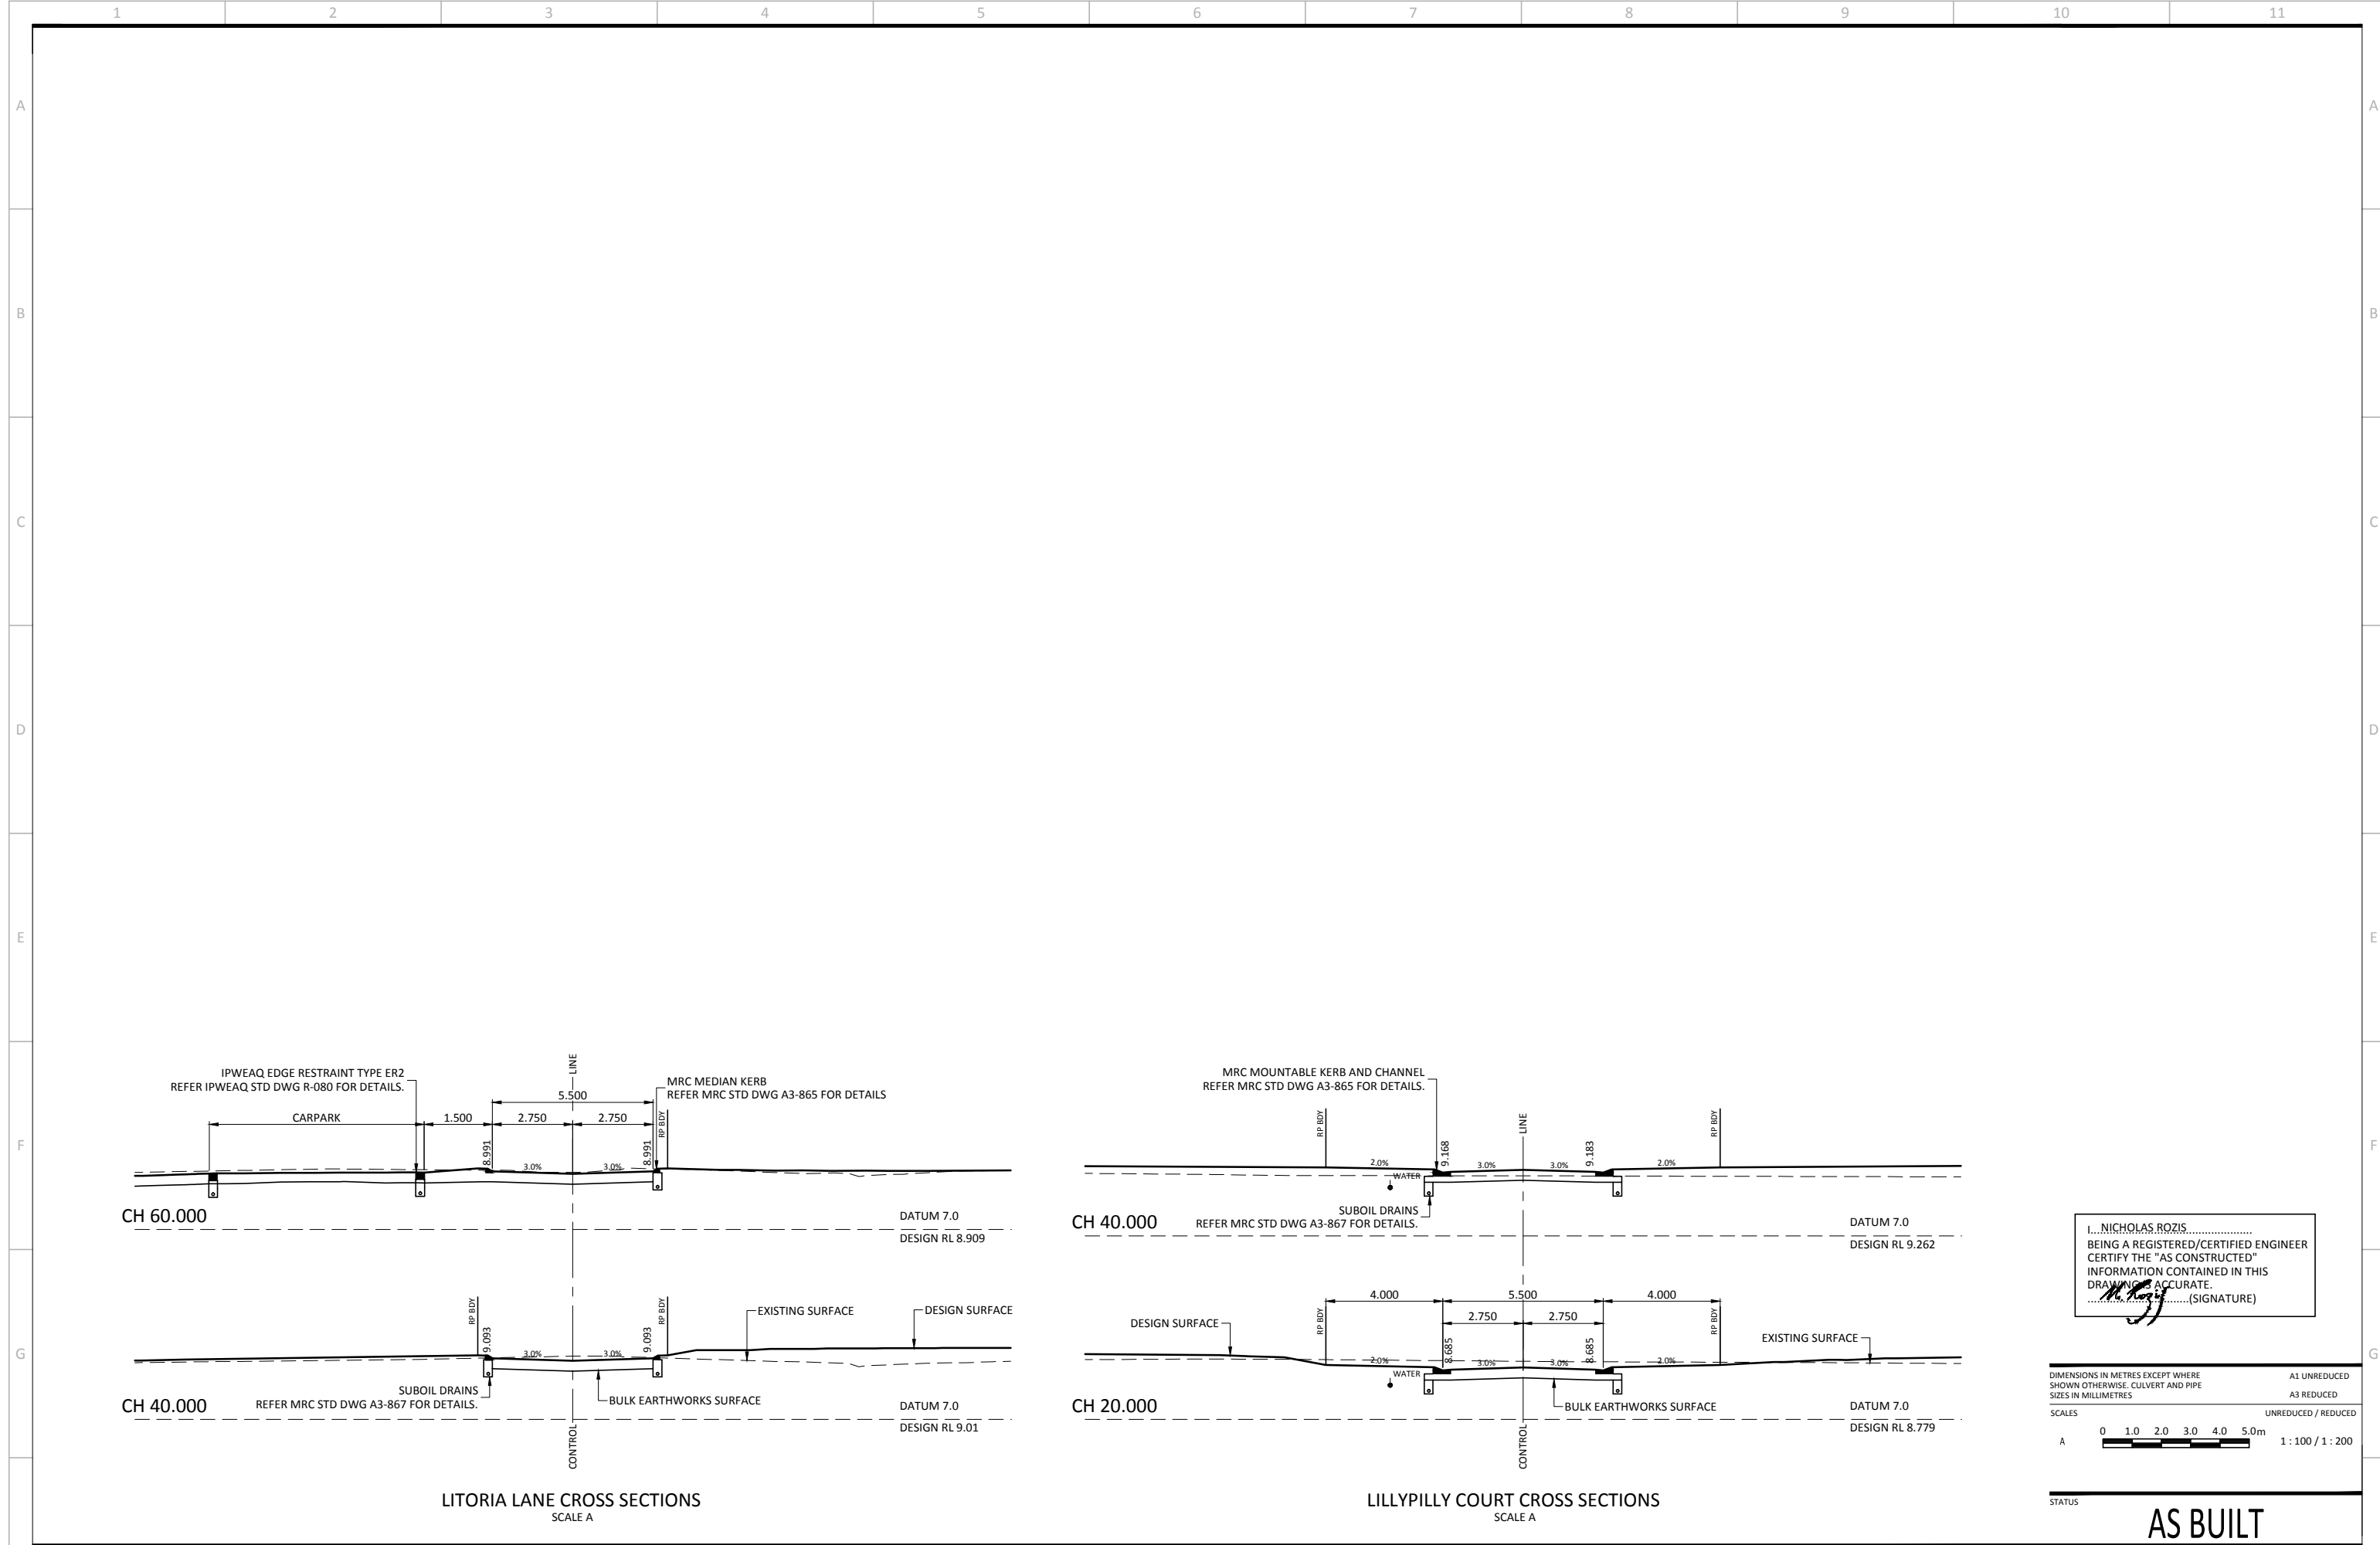 1 2 3 4 5 6 7 8 9 10 11
A A
B B
C C
D D
E E
F F
G G
IPWEAQ EDGE RESTRAINT TYPE ER2
REFER IPWEAQ STD DWG R-080 FOR DETAILS.
LINE
MRC MEDIAN KERB
REFER MRC STD DWG A3-865 FOR DETAILS
5.500
CARPARK 1.500 2.750 2.750
RP BDY
8.991 3.0% 3.0% 8.991
CH 60.000
DATUM 7.0
DESIGN RL 8.909
RP BDY RP BDY
EXISTING SURFACE
DESIGN SURFACE
9.093 3.0% 3.0% 9.093
SUBOIL DRAINS
REFER MRC STD DWG A3-867 FOR DETAILS.
BULK EARTHWORKS SURFACE
CH 40.000
DATUM 7.0
DESIGN RL 9.01
CONTROL
LITORIA LANE CROSS SECTIONS
SCALE A
MRC MOUNTABLE KERB AND CHANNEL
REFER MRC STD DWG A3-865 FOR DETAILS.
RP BDY LINE RP BDY
2.0% 9.168 3.0% 3.0% 9.183 2.0%
WATER
SUBOIL DRAINS
REFER MRC STD DWG A3-867 FOR DETAILS.
CH 40.000
DATUM 7.0
DESIGN RL 9.262
4.000 5.500 4.000
2.750 2.750
DESIGN SURFACE
RP BDY RP BDY
EXISTING SURFACE
2.0% 8.685 3.0% 3.0% 8.685 2.0%
WATER
BULK EARTHWORKS SURFACE
CH 20.000
DATUM 7.0
DESIGN RL 8.779
CONTROL
LILLYPILLY COURT CROSS SECTIONS
SCALE A
I....NICHOLAS ROZIS......................
BEING A REGISTERED/CERTIFIED ENGINEER
CERTIFY THE "AS CONSTRUCTED"
INFORMATION CONTAINED IN THIS
DRAWING IS ACCURATE.
N. Rozis (SIGNATURE)
DIMENSIONS IN METRES EXCEPT WHERE
SHOWN OTHERWISE. CULVERT AND PIPE
SIZES IN MILLIMETRES
A1 UNREDUCED
A3 REDUCED
SCALES UNREDUCED / REDUCED
A 0 1.0 2.0 3.0 4.0 5.0m 1 : 100 / 1 : 200
STATUS
AS BUILT